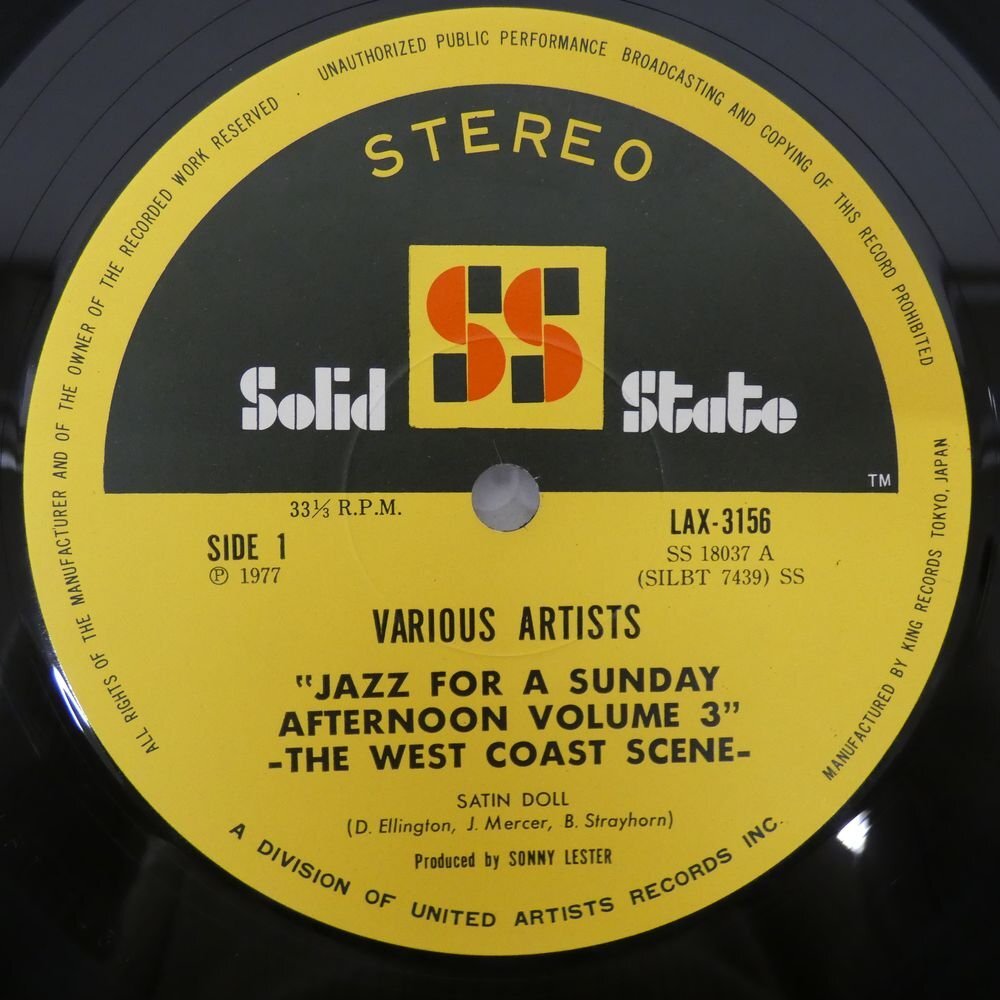 ALL RIGHTS OF THE MANUFACTURER AND OF THE OWNER OF THE RECORDED WORK RESERVED
UNAUTHORIZED PUBLIC PERFORMANCE BROADCASTING AND COPYING OF THIS RECORD PROHIBITED
STEREO
SS
Solid State
TM
33⅓ R.P.M.
SIDE 1
Ⓟ 1977
LAX-3156
SS 18037 A
(SILBT 7439) SS
VARIOUS ARTISTS
"JAZZ FOR A SUNDAY
AFTERNOON VOLUME 3"
-THE WEST COAST SCENE-
SATIN DOLL
(D. Ellington, J. Mercer, B. Strayhorn)
Produced by SONNY LESTER
A DIVISION OF UNITED ARTISTS RECORDS INC.
MANUFACTURED BY KING RECORDS TOKYO, JAPAN